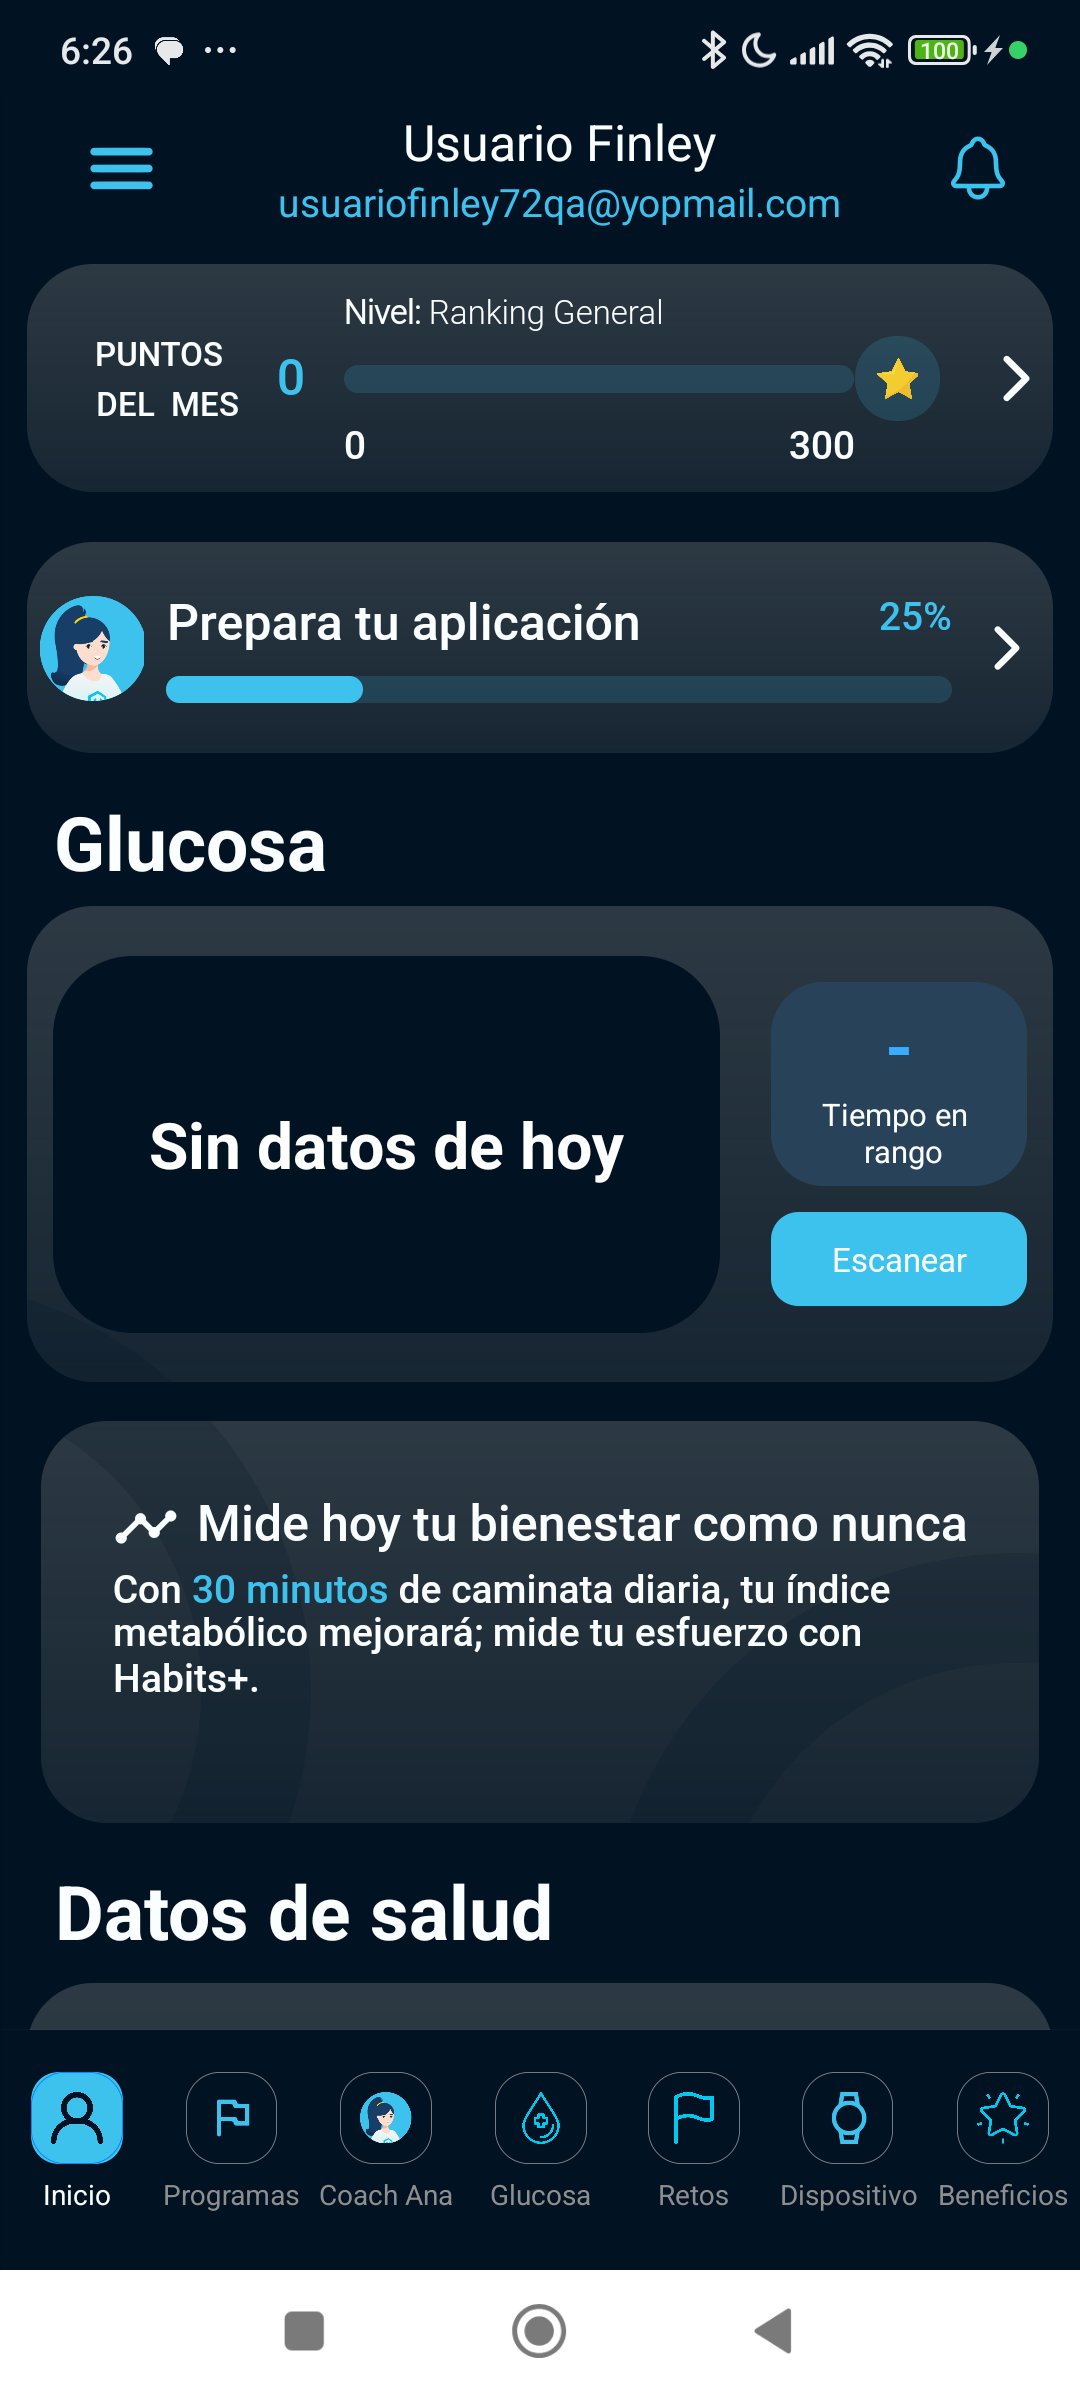 6:26
100
Usuario Finley
usuariofinley72qa@yopmail.com
Nivel: Ranking General
PUNTOS
DEL MES
0
0
300
Prepara tu aplicación
25%
Glucosa
Sin datos de hoy
-
Tiempo en
rango
Escanear
Mide hoy tu bienestar como nunca
Con 30 minutos de caminata diaria, tu índice
metabólico mejorará; mide tu esfuerzo con
Habits+.
Datos de salud
Inicio
Programas
Coach Ana
Glucosa
Retos
Dispositivo
Beneficios